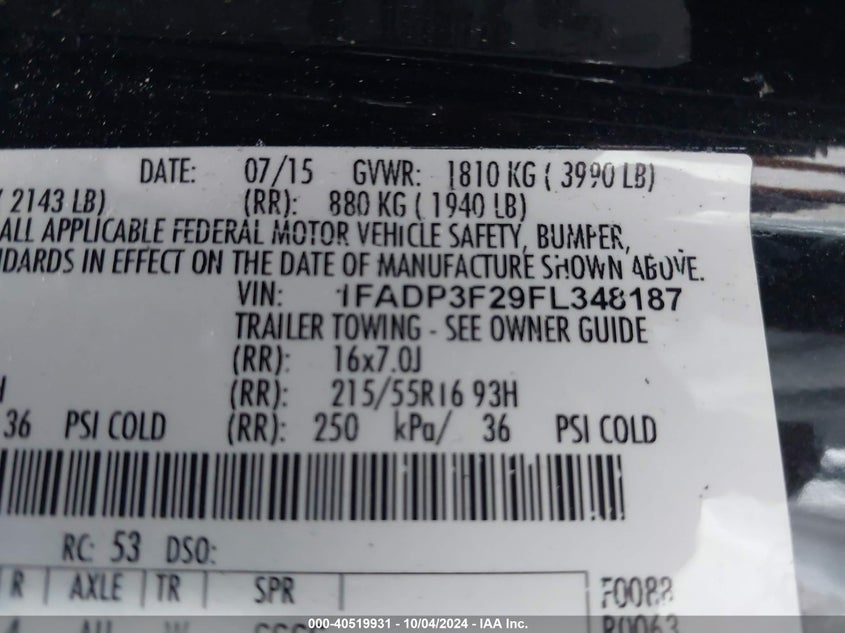 DATE: 07/15 GVWR: 1810 KG ( 3990 LB)
2143 LB) (RR): 880 KG ( 1940 LB)
ALL APPLICABLE FEDERAL MOTOR VEHICLE SAFETY, BUMPER,
IN EFFECT ON THE DATE OF MANUFACTURE SHOWN ABOVE.
VIN: 1FADP3F29FL348187
TRAILER TOWING - SEE OWNER GUIDE
(RR): 16x7.0J
(RR): 215/55R16 93H
36 PSI COLD (RR): 250 kPa/ 36 PSI COLD
RC: 53 DSO:
R AXLE TR SPR F0088
000-40519931 - 10/04/2024 - IAA Inc.